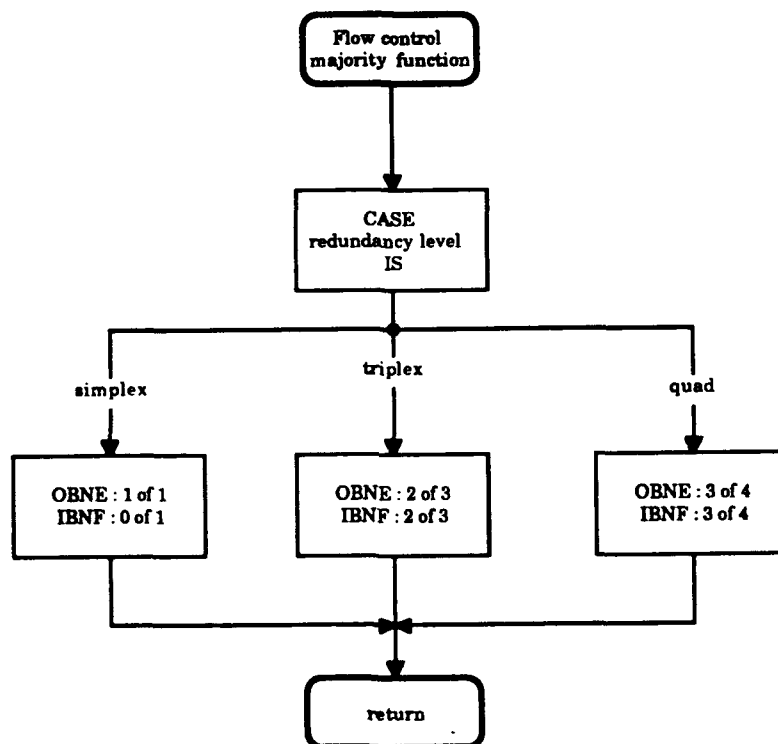 Flow control
majority function
CASE
redundancy level
IS
simplex
triplex
quad
OBNE : 1 of 1
IBNF : 0 of 1
OBNE : 2 of 3
IBNF : 2 of 3
OBNE : 3 of 4
IBNF : 3 of 4
return